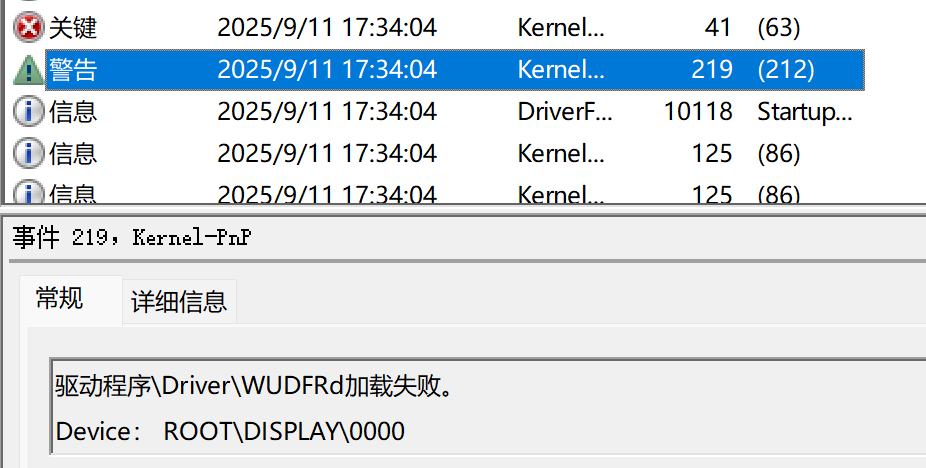 关键 2025/9/11 17:34:04 Kernel... 41 (63)
警告 2025/9/11 17:34:04 Kernel... 219 (212)
信息 2025/9/11 17:34:04 DriverF... 10118 Startup...
信息 2025/9/11 17:34:04 Kernel... 125 (86)
信息 2025/9/11 17:34:04 Kernel... 125 (86)
事件 219，Kernel-PnP
常规 详细信息
驱动程序\Driver\WUDFRd加载失败。
Device： ROOT\DISPLAY\0000